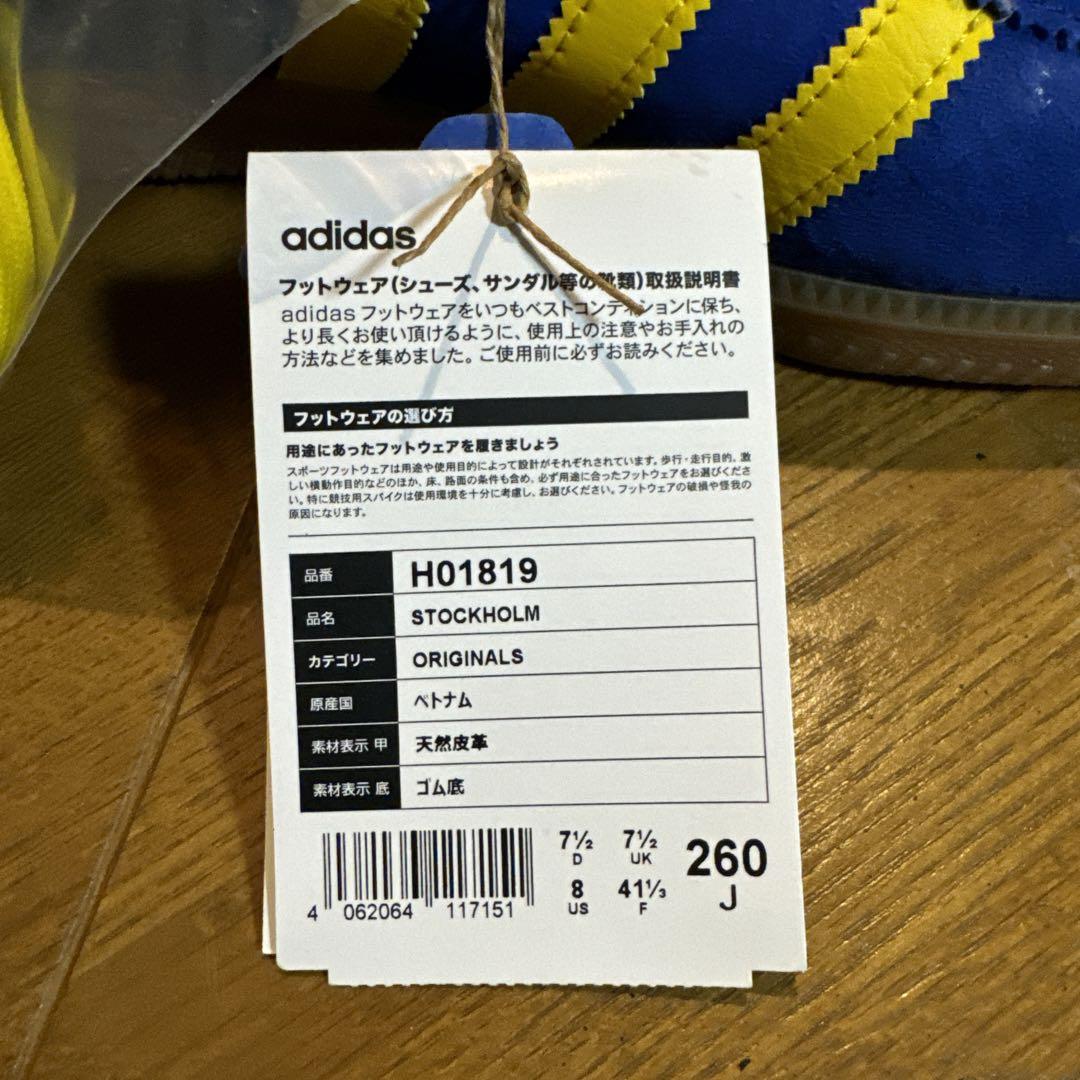 adidas
フットウェア(シューズ、サンダル等の靴類)取扱説明書
adidas フットウェアをいつもベストコンディションに保ち、
より長くお使い頂けるように、使用上の注意やお手入れの
方法などを集めました。ご使用前に必ずお読みください。
フットウェアの選び方
用途にあったフットウェアを履きましょう
スポーツフットウェアは用途や使用目的によって設計がそれぞれされています。歩行・走行目的、激
しい横動作目的などのほか、床、路面の条件も含め、必ず用途に合ったフットウェアをお選びくださ
い。特に競技用スパイクは使用環境を十分に考慮し、お選びください。フットウェアの破損や怪我の
原因になります。
品番 H01819
品名 STOCKHOLM
カテゴリー ORIGINALS
原産国 ベトナム
素材表示 甲 天然皮革
素材表示 底 ゴム底
7½ 7½ 260
D UK J
8 41⅓
US F
4 062064 117151